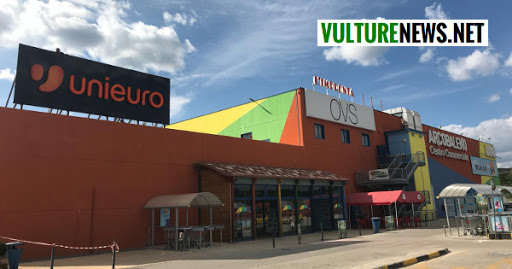 VULTURENEWS.NET
unieuro
OVS
ARCOBALENO
Centro Commerciale